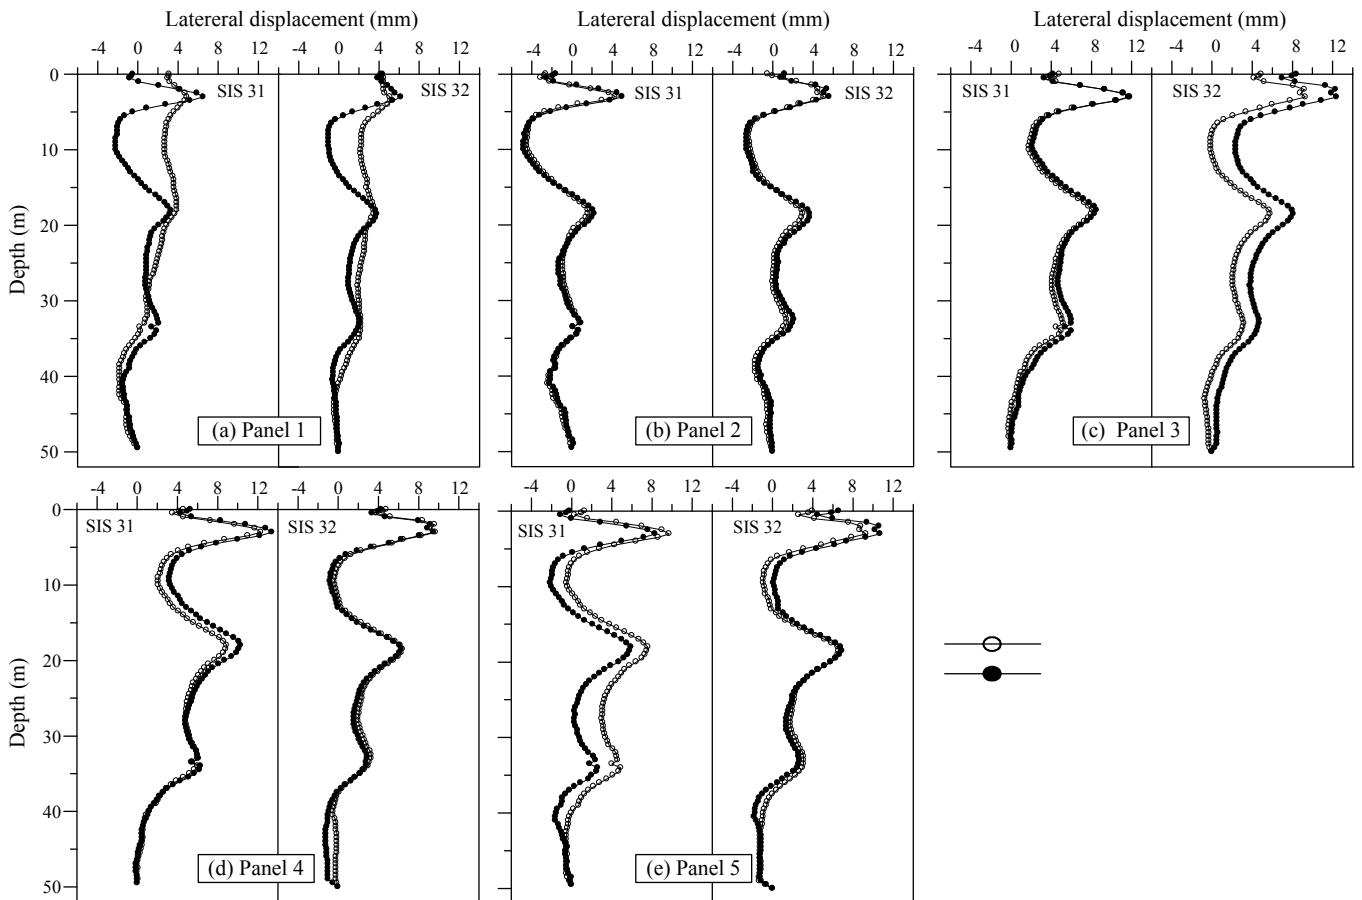 Latereral displacement (mm)
-4 0 4 8 12 -4 0 4 8 12
Latereral displacement (mm)
-4 0 4 8 12 -4 0 4 8 12
Latereral displacement (mm)
-4 0 4 8 12 -4 0 4 8 12
Depth (m)
0
10
20
30
40
50
SIS 31
SIS 32
(a) Panel 1
SIS 31
SIS 32
(b) Panel 2
SIS 31
SIS 32
(c) Panel 3
-4 0 4 8 12 -4 0 4 8 12
-4 0 4 8 12 -4 0 4 8 12
Depth (m)
0
10
20
30
40
50
SIS 31
SIS 32
(d) Panel 4
SIS 31
SIS 32
(e) Panel 5